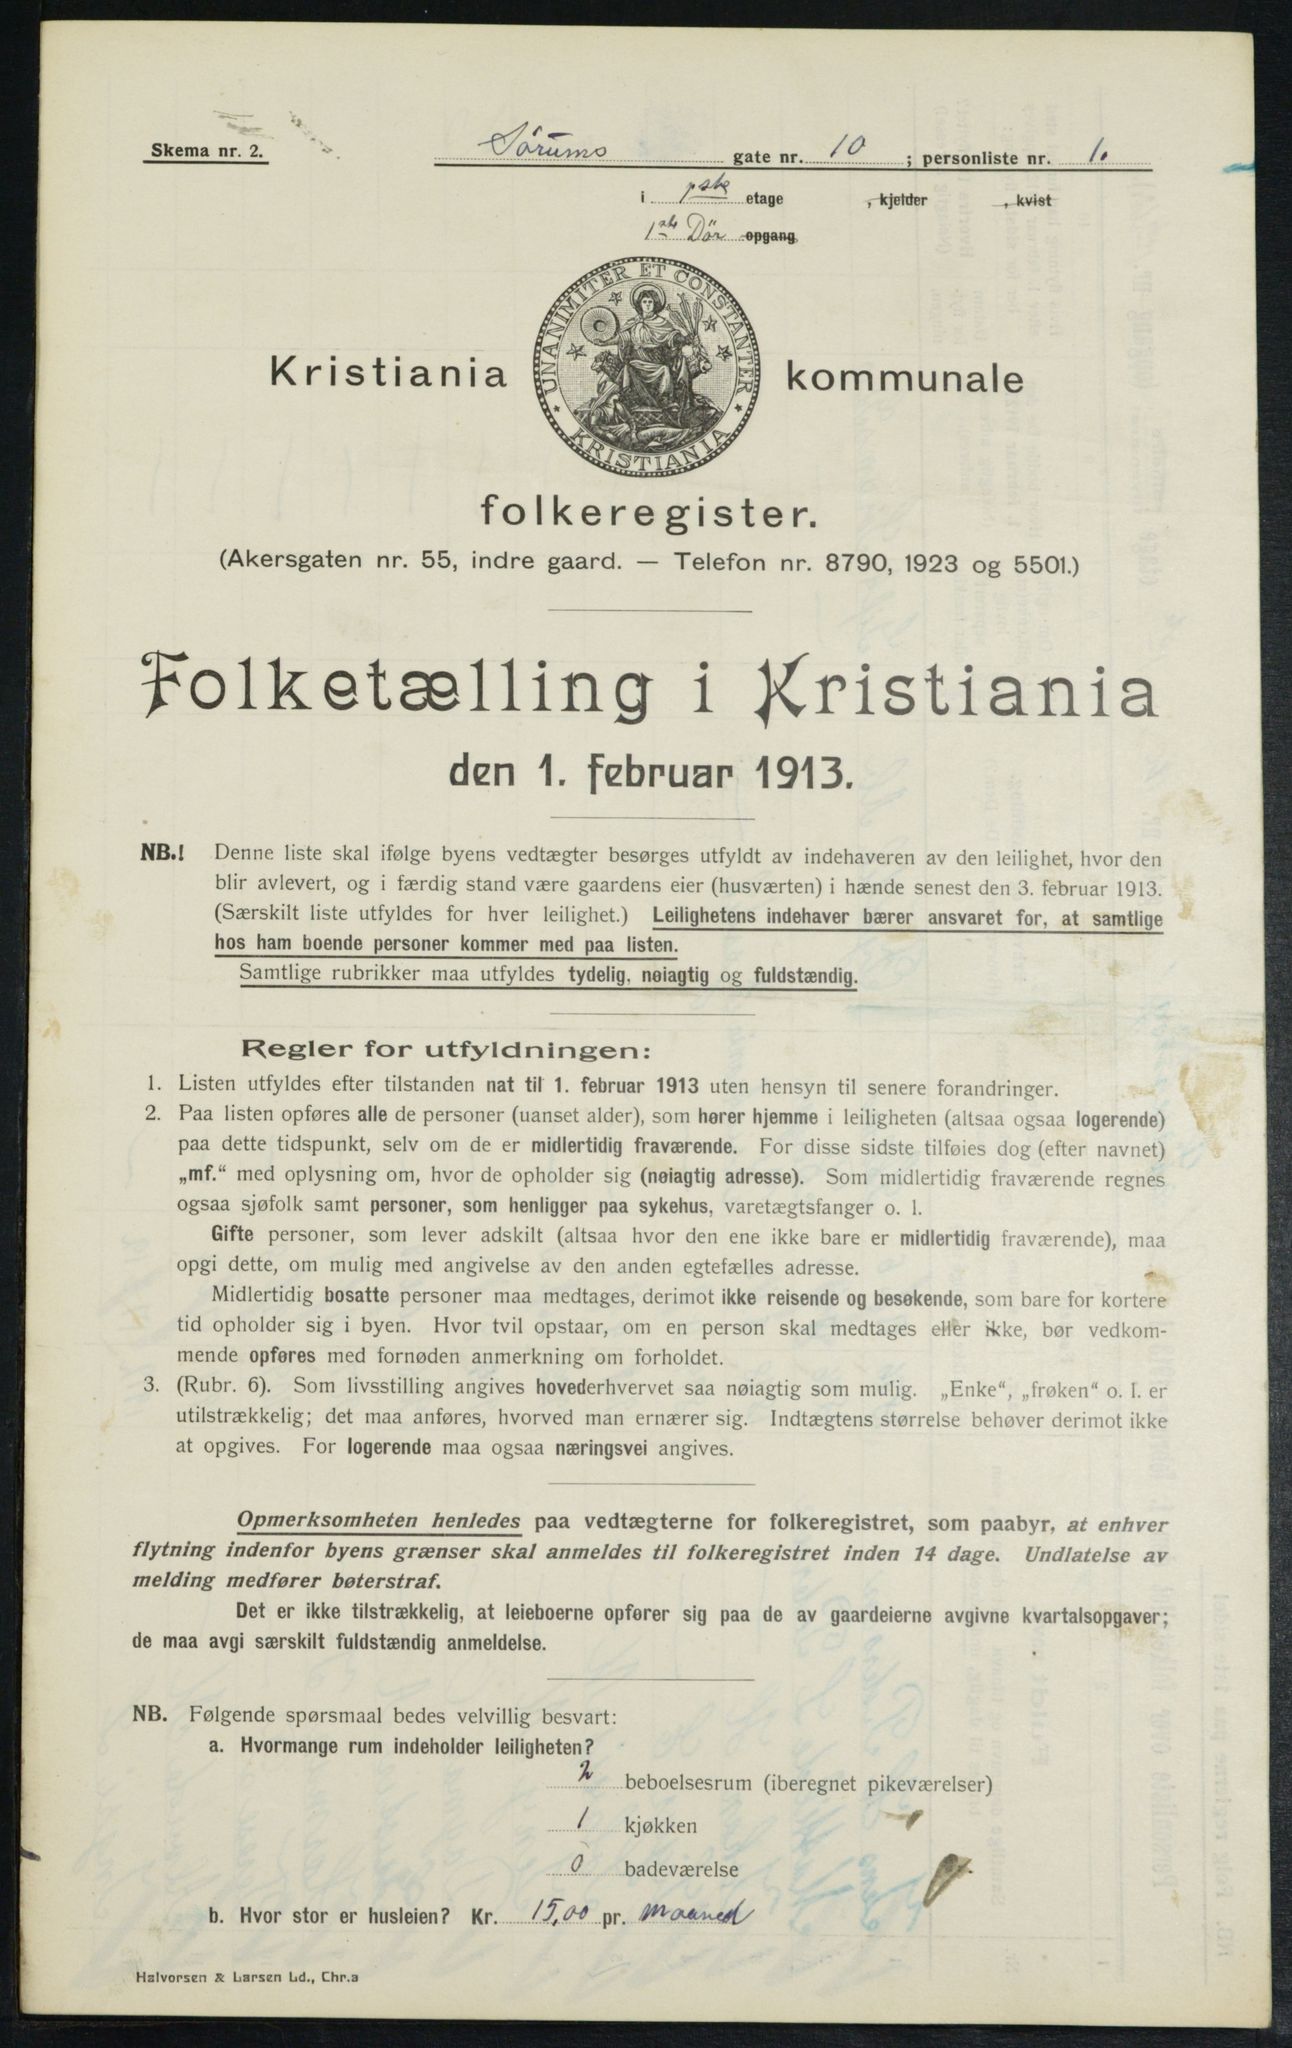 Skema nr. 2.
Sörums gate nr. 10 ; personliste nr. 1.
i 1ste etage , kjelder , kvist
1ste Dör opgang
UNANIMITER ET CONSTANTER
KRISTIANIA
Kristiania kommunale
folkeregister.
(Akersgaten nr. 55, indre gaard. — Telefon nr. 8790, 1923 og 5501.)
Folketælling i Kristiania
den 1. februar 1913.
NB.! Denne liste skal ifølge byens vedtægter besørges utfyldt av indehaveren av den leilighet, hvor den
blir avlevert, og i færdig stand være gaardens eier (husværten) i hænde senest den 3. februar 1913.
(Særskilt liste utfyldes for hver leilighet.) Leilighetens indehaver bærer ansvaret for, at samtlige
hos ham boende personer kommer med paa listen.
Samtlige rubrikker maa utfyldes tydelig, nøiagtig og fuldstændig.
Regler for utfyldningen:
1. Listen utfyldes efter tilstanden nat til 1. februar 1913 uten hensyn til senere forandringer.
2. Paa listen opføres alle de personer (uanset alder), som hører hjemme i leiligheten (altsaa ogsaa logerende)
paa dette tidspunkt, selv om de er midlertidig fraværende. For disse sidste tilføies dog (efter navnet)
„mf.“ med oplysning om, hvor de opholder sig (nøiagtig adresse). Som midlertidig fraværende regnes
ogsaa sjøfolk samt personer, som henligger paa sykehus, varetægtsfanger o. l.
Gifte personer, som lever adskilt (altsaa hvor den ene ikke bare er midlertidig fraværende), maa
opgi dette, om mulig med angivelse av den anden egtefælles adresse.
Midlertidig bosatte personer maa medtages, derimot ikke reisende og besøkende, som bare for kortere
tid opholder sig i byen. Hvor tvil opstaar, om en person skal medtages eller ikke, bør vedkom-
mende opføres med fornøden anmerkning om forholdet.
3. (Rubr. 6). Som livsstilling angives hovederhvervet saa nøiagtig som mulig. „Enke“, „frøken“ o. l. er
utilstrækkelig; det maa anføres, hvorved man ernærer sig. Indtægtens størrelse behøver derimot ikke
at opgives. For logerende maa ogsaa næringsvei angives.
Opmerksomheten henledes paa vedtægterne for folkeregistret, som paabyr, at enhver
flytning indenfor byens grænser skal anmeldes til folkeregistret inden 14 dage. Undlatelse av
melding medfører bøterstraf.
Det er ikke tilstrækkelig, at leieboerne opfører sig paa de av gaardeierne avgivne kvartalsopgaver;
de maa avgi særskilt fuldstændig anmeldelse.
NB. Følgende spørsmaal bedes velvillig besvart:
a. Hvormange rum indeholder leiligheten?
2 beboelsesrum (iberegnet pikeværelser)
1 kjøkken
0 badeværelse
b. Hvor stor er husleien? Kr. 15,00 pr. Maaned
Halvorsen & Larsen Ld., Chr.a